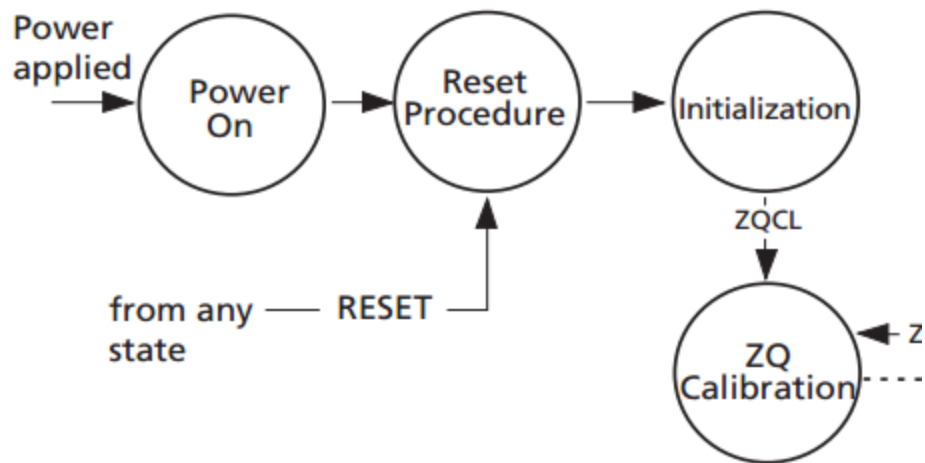 Power
applied
Power
On
Reset
Procedure
Initialization
ZQCL
from any
state
RESET
ZQ
Calibration